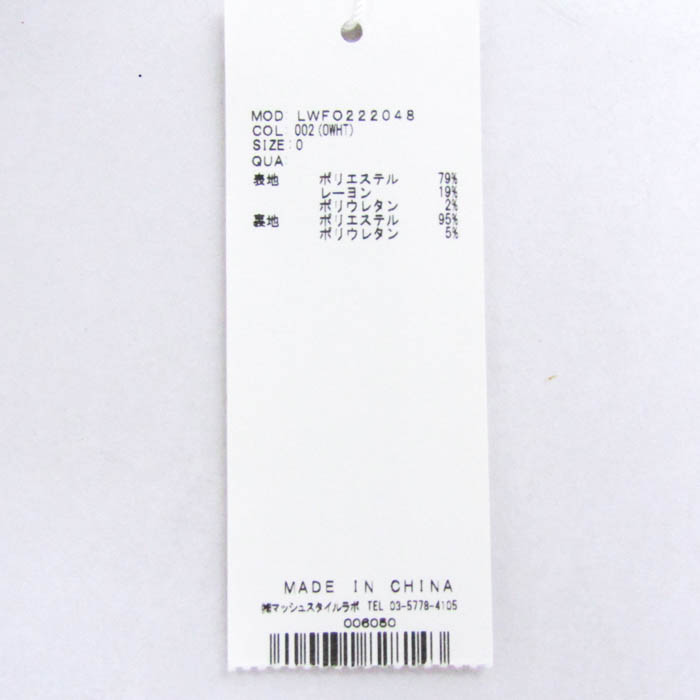 MOD LWFO222048
COL: 002(OWHT)
SIZE:0
QUA:
表地 ポリエステル 79%
レーヨン 19%
ポリウレタン 2%
裏地 ポリエステル 95%
ポリウレタン 5%
MADE IN CHINA
㈱マッシュスタイルラボ TEL 03-5778-4105
006080